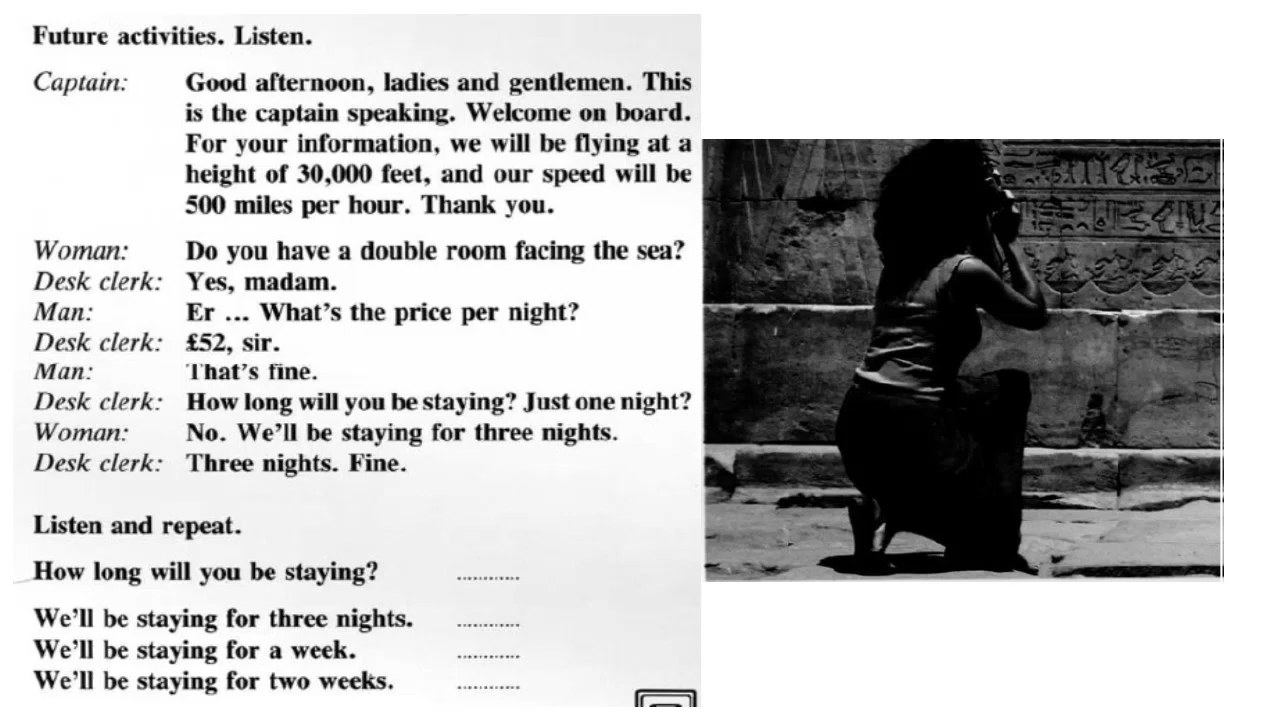 Future activities. Listen.
Captain: Good afternoon, ladies and gentlemen. This
is the captain speaking. Welcome on board.
For your information, we will be flying at a
height of 30,000 feet, and our speed will be
500 miles per hour. Thank you.
Woman: Do you have a double room facing the sea?
Desk clerk: Yes, madam.
Man: Er ... What's the price per night?
Desk clerk: £52, sir.
Man: That's fine.
Desk clerk: How long will you be staying? Just one night?
Woman: No. We'll be staying for three nights.
Desk clerk: Three nights. Fine.
Listen and repeat.
How long will you be staying? ............
We'll be staying for three nights. ............
We'll be staying for a week. ............
We'll be staying for two weeks. ............